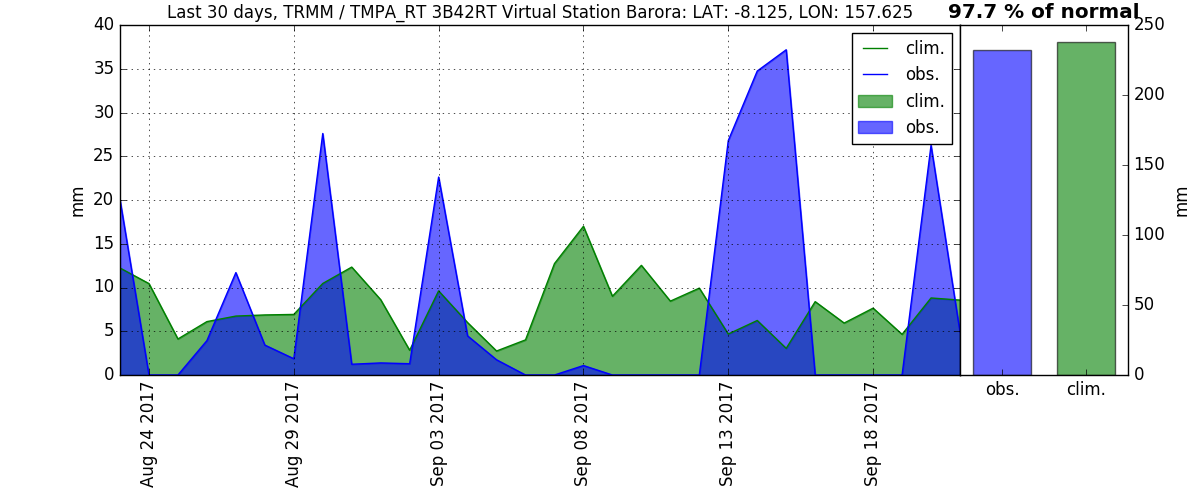 Last 30 days, TRMM / TMPA_RT 3B42RT Virtual Station Barora: LAT: -8.125, LON: 157.625
97.7 % of normal
mm
40
35
30
25
20
15
10
5
0
clim.
obs.
clim.
obs.
250
200
150
100
50
0
mm
Aug 24 2017
Aug 29 2017
Sep 03 2017
Sep 08 2017
Sep 13 2017
Sep 18 2017
obs.
clim.